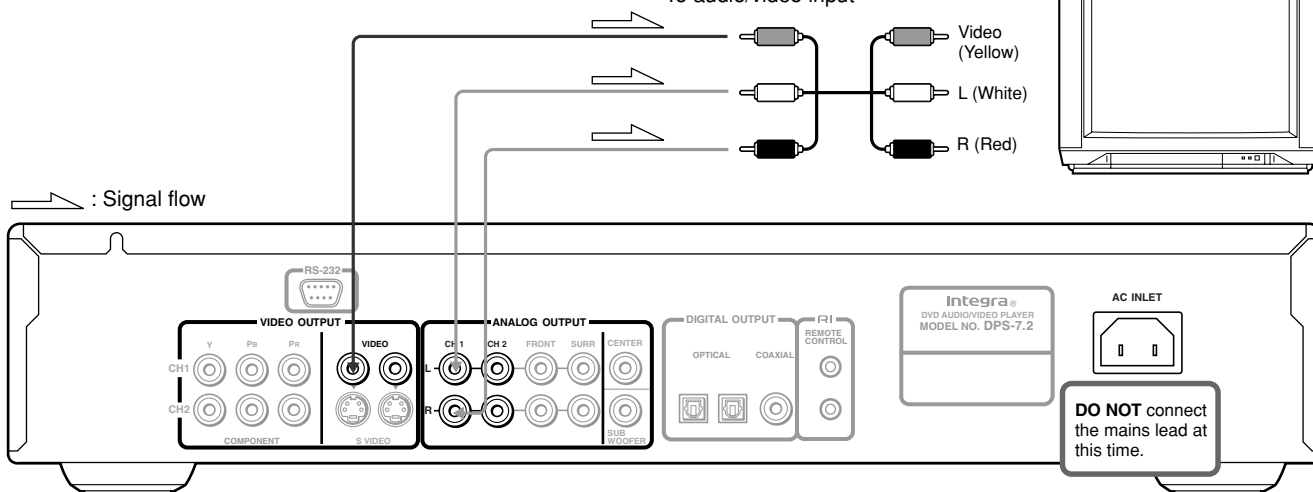 To audio/video input
Video
(Yellow)
L (White)
R (Red)
: Signal flow
RS-232
VIDEO OUTPUT
Y PB PR
VIDEO
CH1
CH2
COMPONENT
S VIDEO
ANALOG OUTPUT
CH 1 CH 2 FRONT SURR CENTER
L
R
SUB
WOOFER
DIGITAL OUTPUT
OPTICAL COAXIAL
RI
REMOTE
CONTROL
Integra®
DVD AUDIO/VIDEO PLAYER
MODEL NO. DPS-7.2
AC INLET
DO NOT connect
the mains lead at
this time.